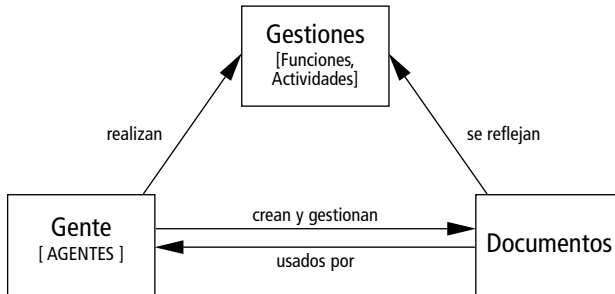 Gestiones
[Funciones,
Actividades]
realizan
se reflejan
Gente
[ AGENTES ]
crean y gestionan
usados por
Documentos